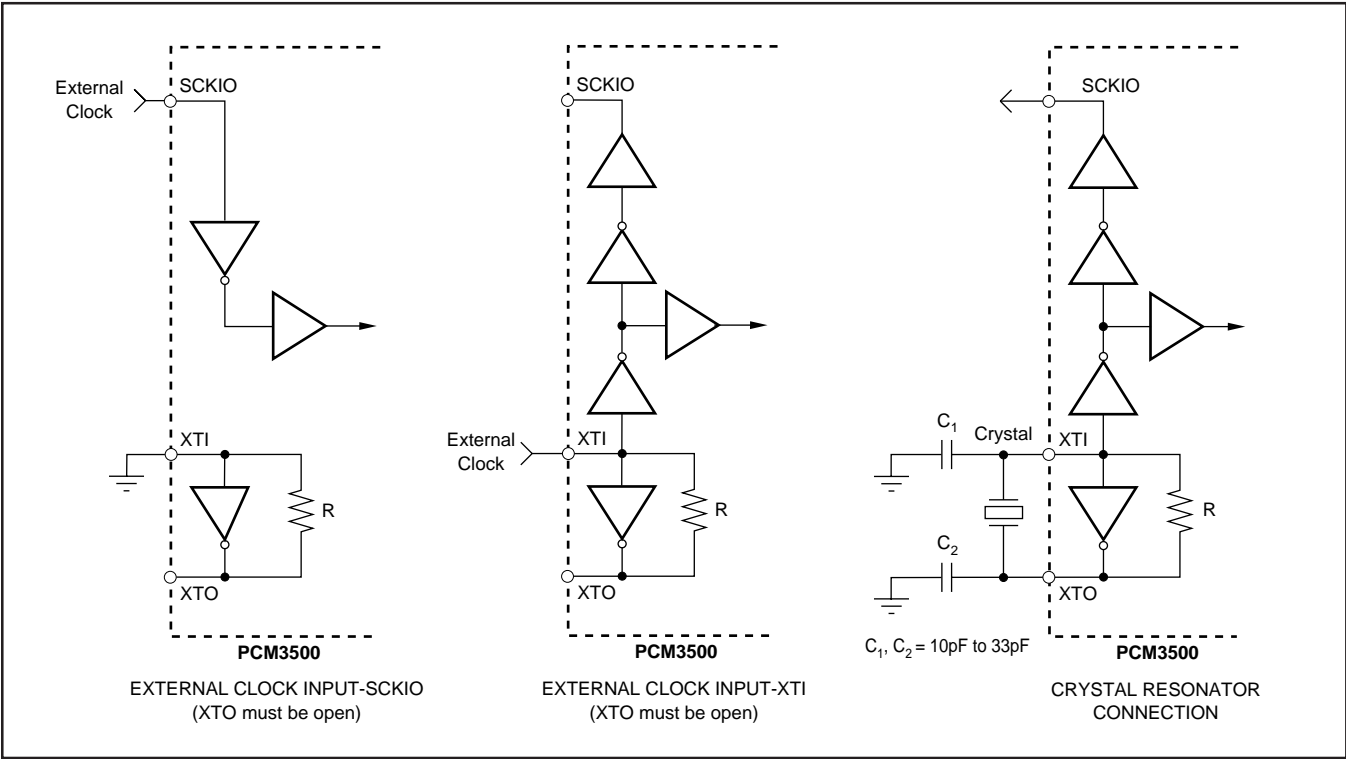 External
Clock
SCKIO
XTI
R
XTO
PCM3500
EXTERNAL CLOCK INPUT-SCKIO
(XTO must be open)
SCKIO
External
Clock
XTI
R
XTO
PCM3500
EXTERNAL CLOCK INPUT-XTI
(XTO must be open)
SCKIO
C1
Crystal
XTI
R
C2
XTO
C1, C2 = 10pF to 33pF
PCM3500
CRYSTAL RESONATOR
CONNECTION